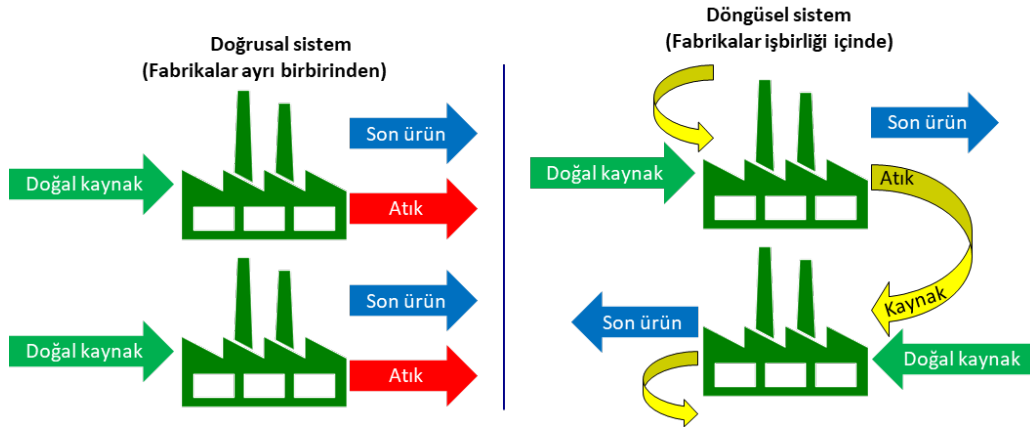 Doğrusal sistem
(Fabrikalar ayrı birbirinden)
Doğal kaynak
Son ürün
Atık
Doğal kaynak
Son ürün
Atık
Döngüsel sistem
(Fabrikalar işbirliği içinde)
Doğal kaynak
Son ürün
Atık
Kaynak
Son ürün
Doğal kaynak